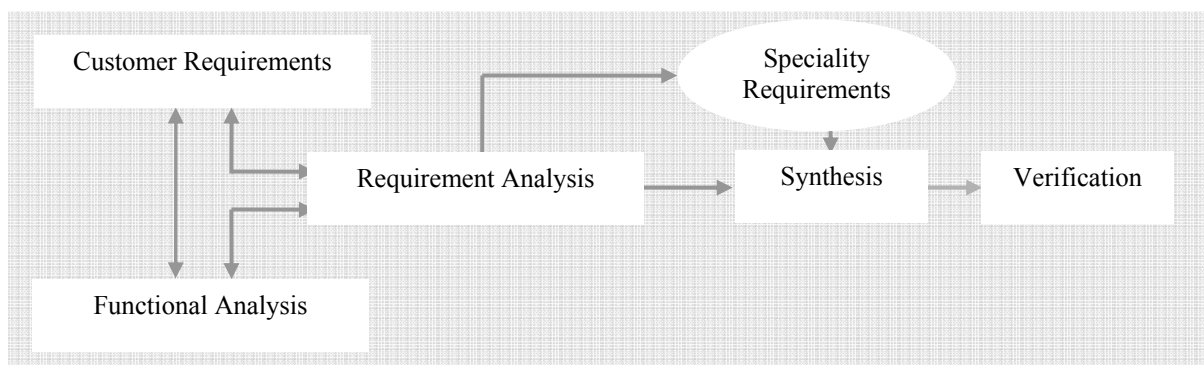 Customer Requirements
Speciality
Requirements
Requirement Analysis
Synthesis
Verification
Functional Analysis